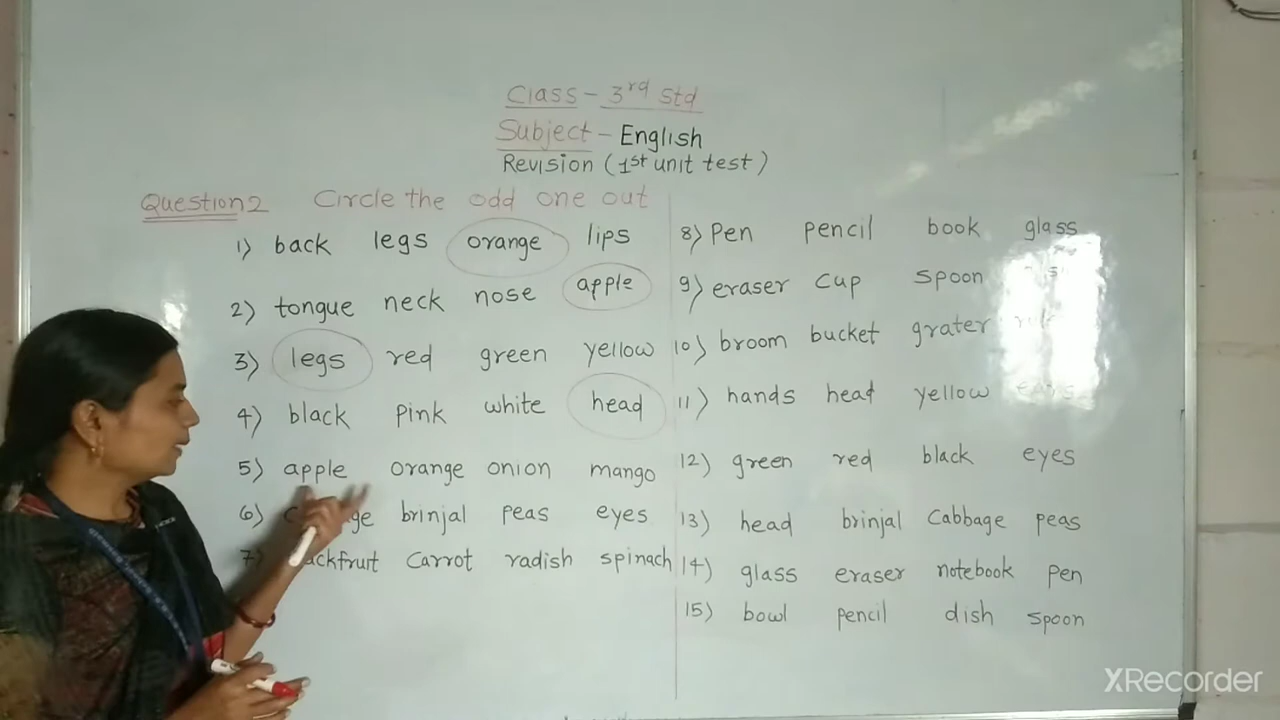 Class - 3rd std
Subject - English
Revision (1st unit test)
Question 2 Circle the odd one out
1) back legs orange lips
2) tongue neck nose apple
3) legs red green yellow
4) black pink white head
5) apple orange onion mango
6) brinjal peas eyes
7) carrot radish spinach
8) Pen pencil book glass
9) eraser cup spoon
10) broom bucket grater
11) hands head yellow
12) green red black eyes
13) head brinjal cabbage peas
14) glass eraser notebook pen
15) bowl pencil dish spoon
XRecorder